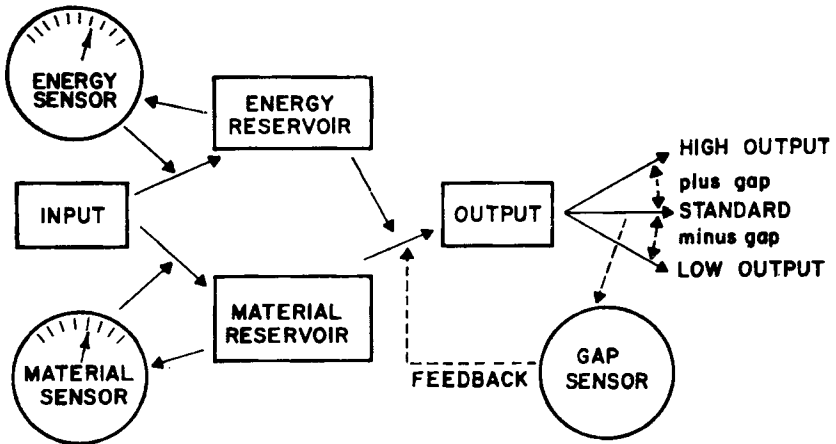 ENERGY
SENSOR
ENERGY
RESERVOIR
INPUT
OUTPUT
HIGH OUTPUT
plus gap
STANDARD
minus gap
LOW OUTPUT
MATERIAL
RESERVOIR
MATERIAL
SENSOR
GAP
SENSOR
FEEDBACK